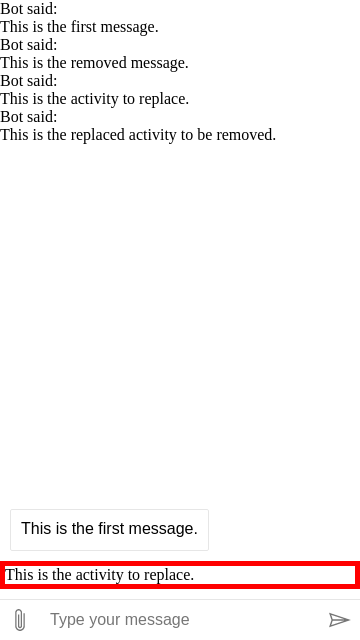 Bot said:
This is the first message.
Bot said:
This is the removed message.
Bot said:
This is the activity to replace.
Bot said:
This is the replaced activity to be removed.
This is the first message.
This is the activity to replace.
Type your message